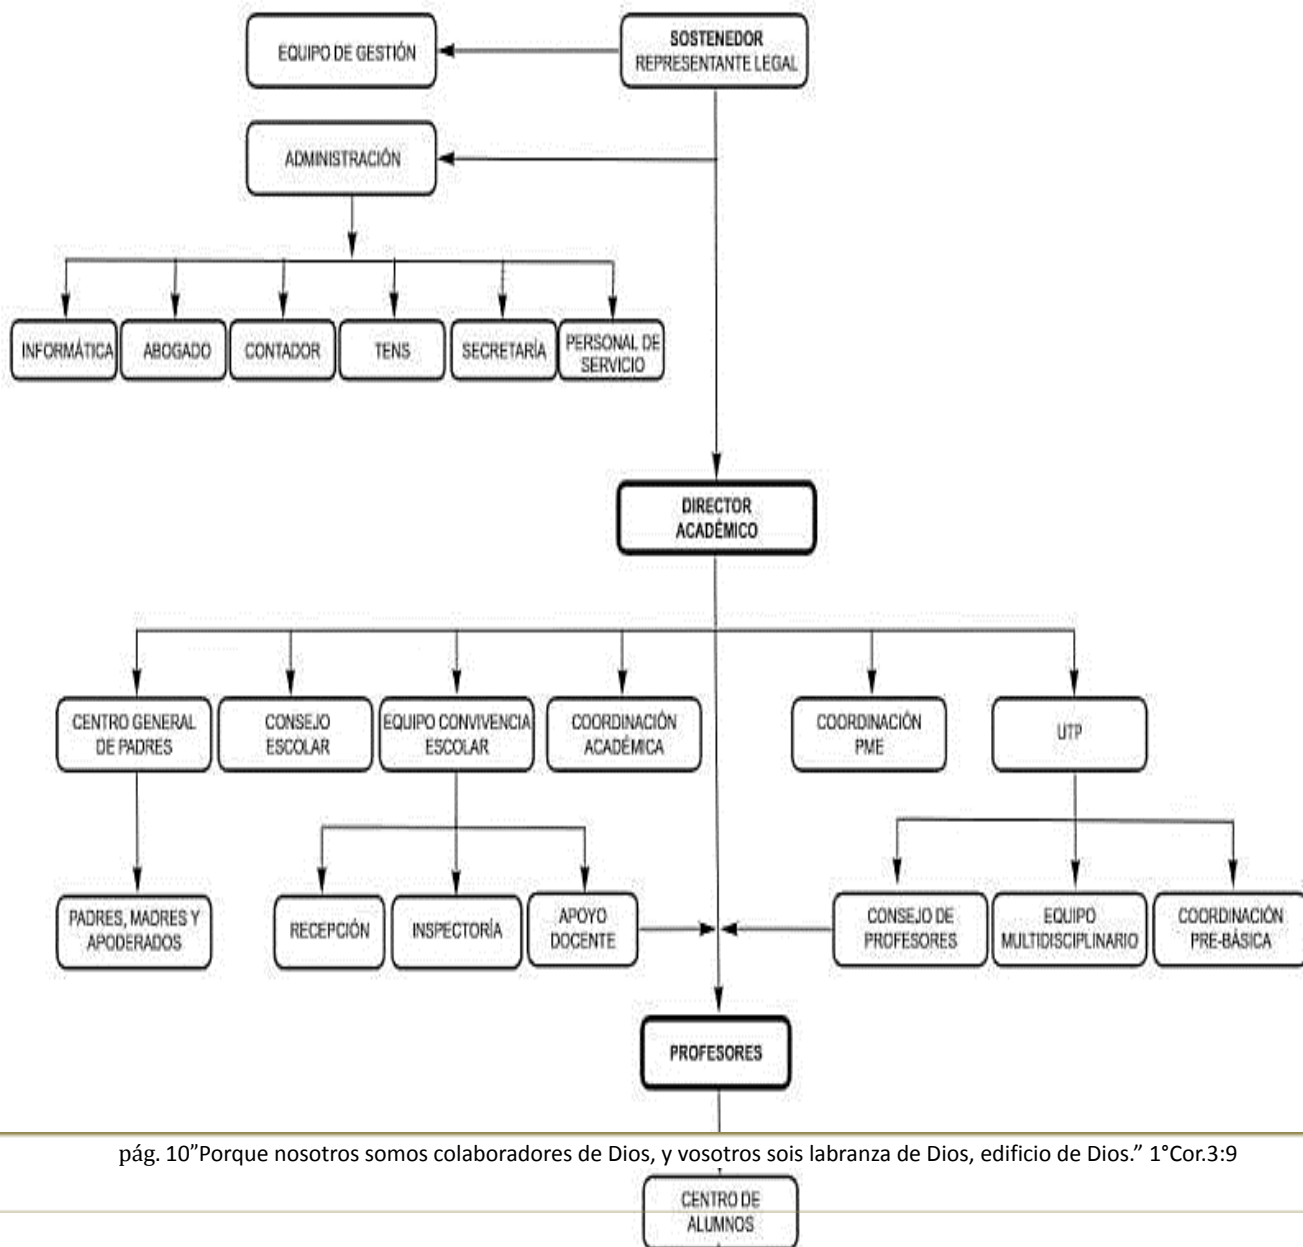 EQUIPO DE GESTIÓN
SOSTENEDOR
REPRESENTANTE LEGAL
ADMINISTRACIÓN
INFORMÁTICA
ABOGADO
CONTADOR
TENS
SECRETARÍA
PERSONAL DE
SERVICIO
DIRECTOR
ACADÉMICO
CENTRO GENERAL
DE PADRES
CONSEJO
ESCOLAR
EQUIPO CONVIVENCIA
ESCOLAR
COORDINACIÓN
ACADÉMICA
COORDINACIÓN
PME
UTP
PADRES, MADRES Y
APODERADOS
RECEPCIÓN
INSPECTORÍA
APOYO
DOCENTE
CONSEJO DE
PROFESORES
EQUIPO
MULTIDISCIPLINARIO
COORDINACIÓN
PRE-BÁSICA
PROFESORES
pág. 10”Porque nosotros somos colaboradores de Dios, y vosotros sois labranza de Dios, edificio de Dios.” 1°Cor.3:9
CENTRO DE
ALUMNOS